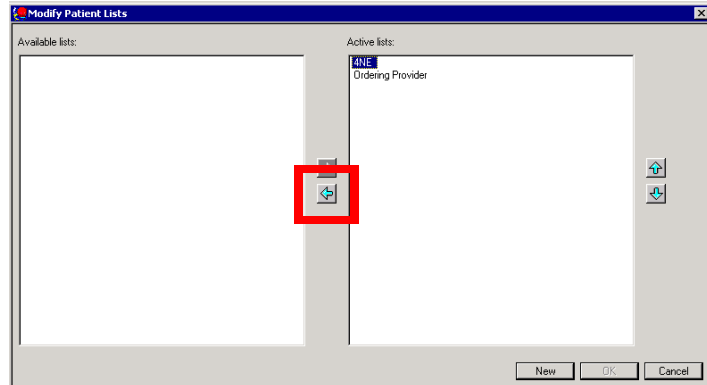 Modify Patient Lists
Available lists:
Active lists:
4NE
Ordering Provider
New
OK
Cancel